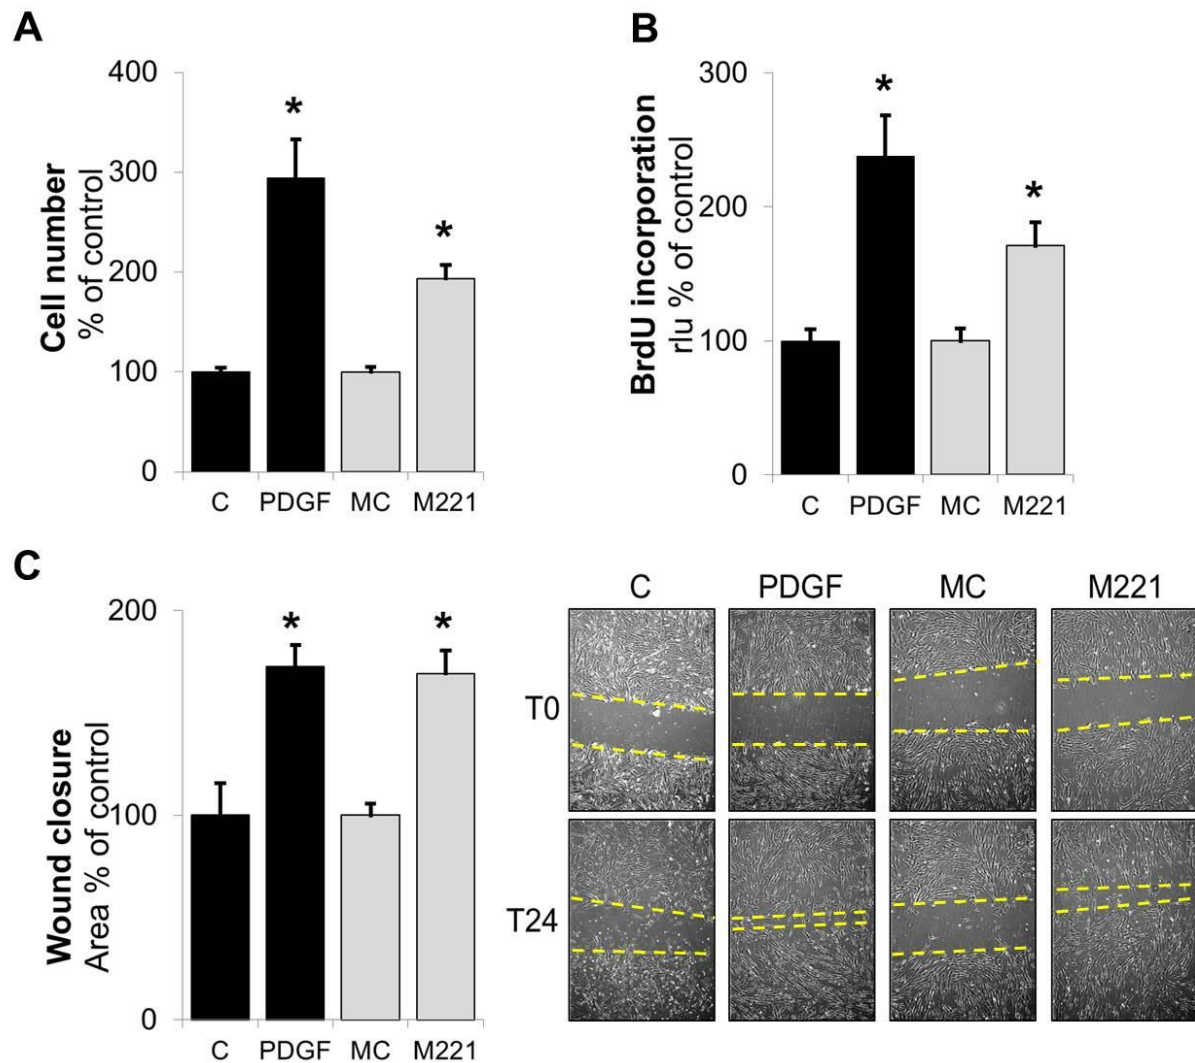 A
Cell number
% of control
400
300
200
100
0
*
*
C PDGF MC M221
B
BrdU incorporation
rlu % of control
300
200
100
0
*
*
C PDGF MC M221
C
Wound closure
Area % of control
200
100
0
*
*
C PDGF MC M221
C PDGF MC M221
T0
T24